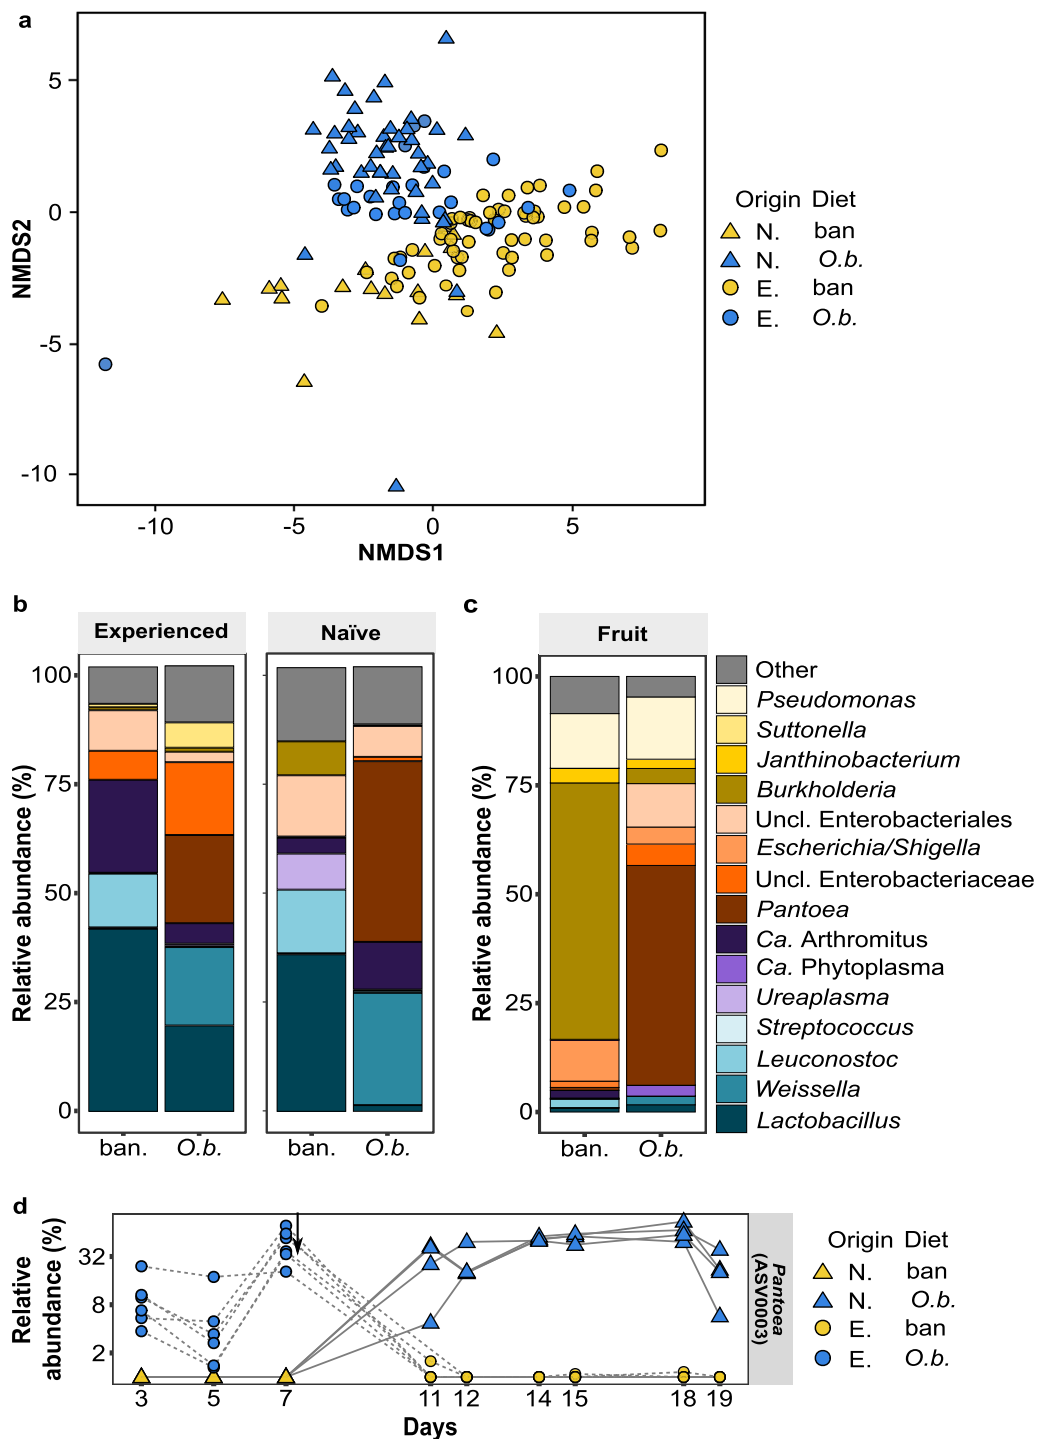 a
5
0
-5
-10
NMDS2
-10
-5
0
5
NMDS1
Origin Diet
N. ban
N. O.b.
E. ban
E. O.b.
b
Experienced
Naïve
100
75
50
25
0
Relative abundance (%)
ban.
O.b.
ban.
O.b.
c
Fruit
100
75
50
25
0
Relative abundance (%)
ban.
O.b.
Other
Pseudomonas
Suttonella
Janthinobacterium
Burkholderia
Uncl. Enterobacteriales
Escherichia/Shigella
Uncl. Enterobacteriaceae
Pantoea
Ca. Arthromitus
Ca. Phytoplasma
Ureaplasma
Streptococcus
Leuconostoc
Weissella
Lactobacillus
d
Relative
abundance (%)
32
8
2
3 5 7 11 12 14 15 18 19
Days
Pantoea
(ASV0003)
Origin Diet
N. ban
N. O.b.
E. ban
E. O.b.